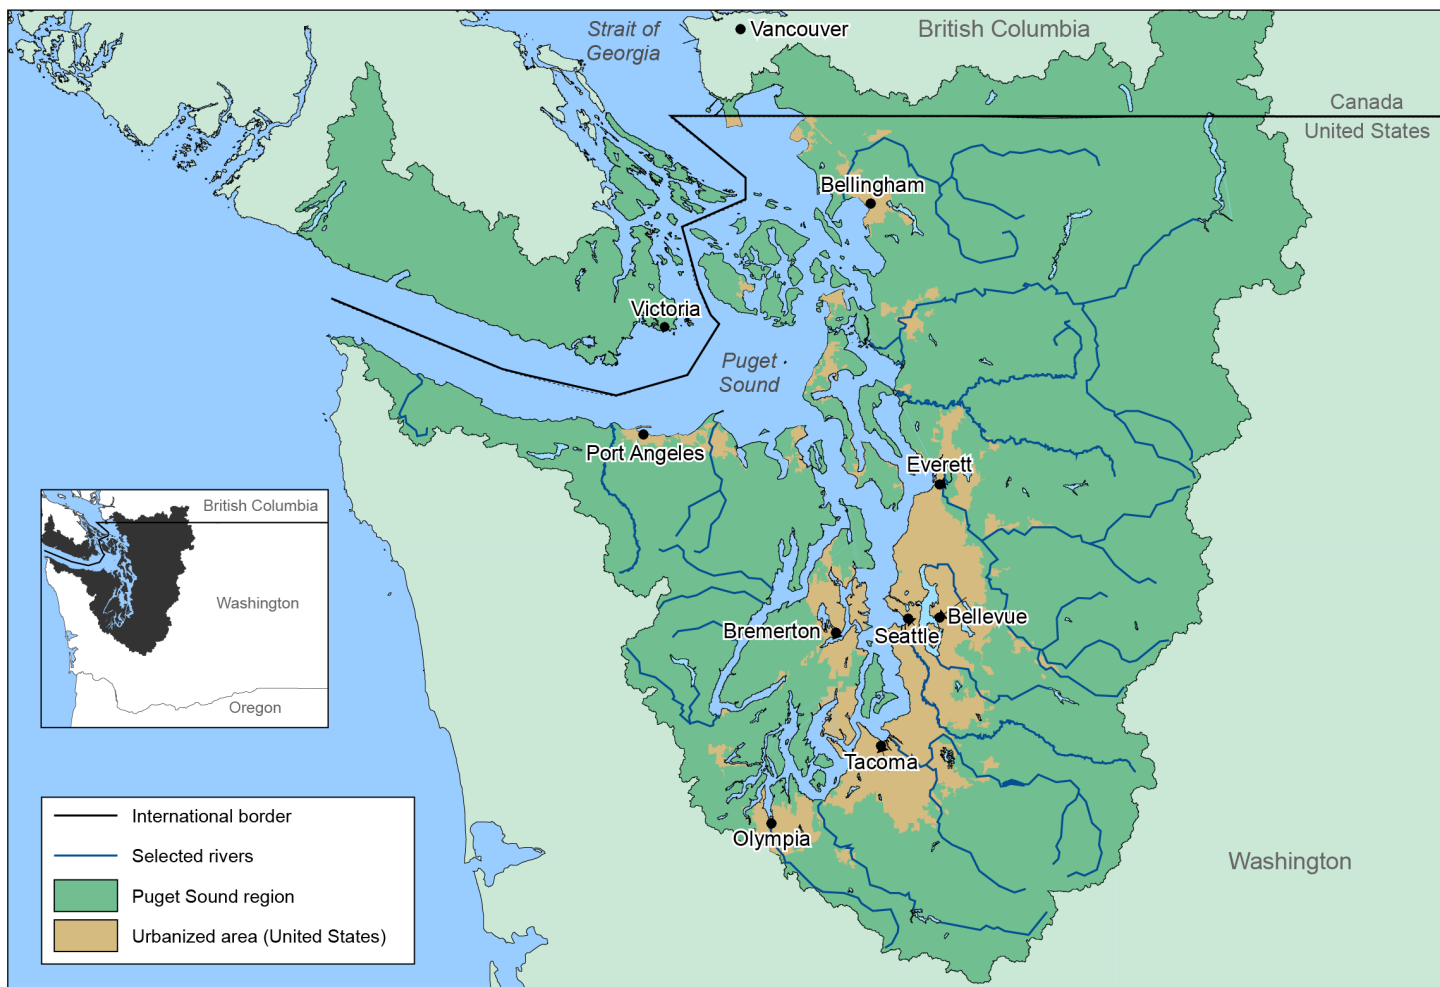 Strait of
Georgia
Vancouver
British Columbia
Canada
United States
Bellingham
Victoria
Puget
Sound
Port Angeles
Everett
British Columbia
Washington
Oregon
Bremerton
Seattle
Bellevue
Tacoma
Olympia
Washington
International border
Selected rivers
Puget Sound region
Urbanized area (United States)